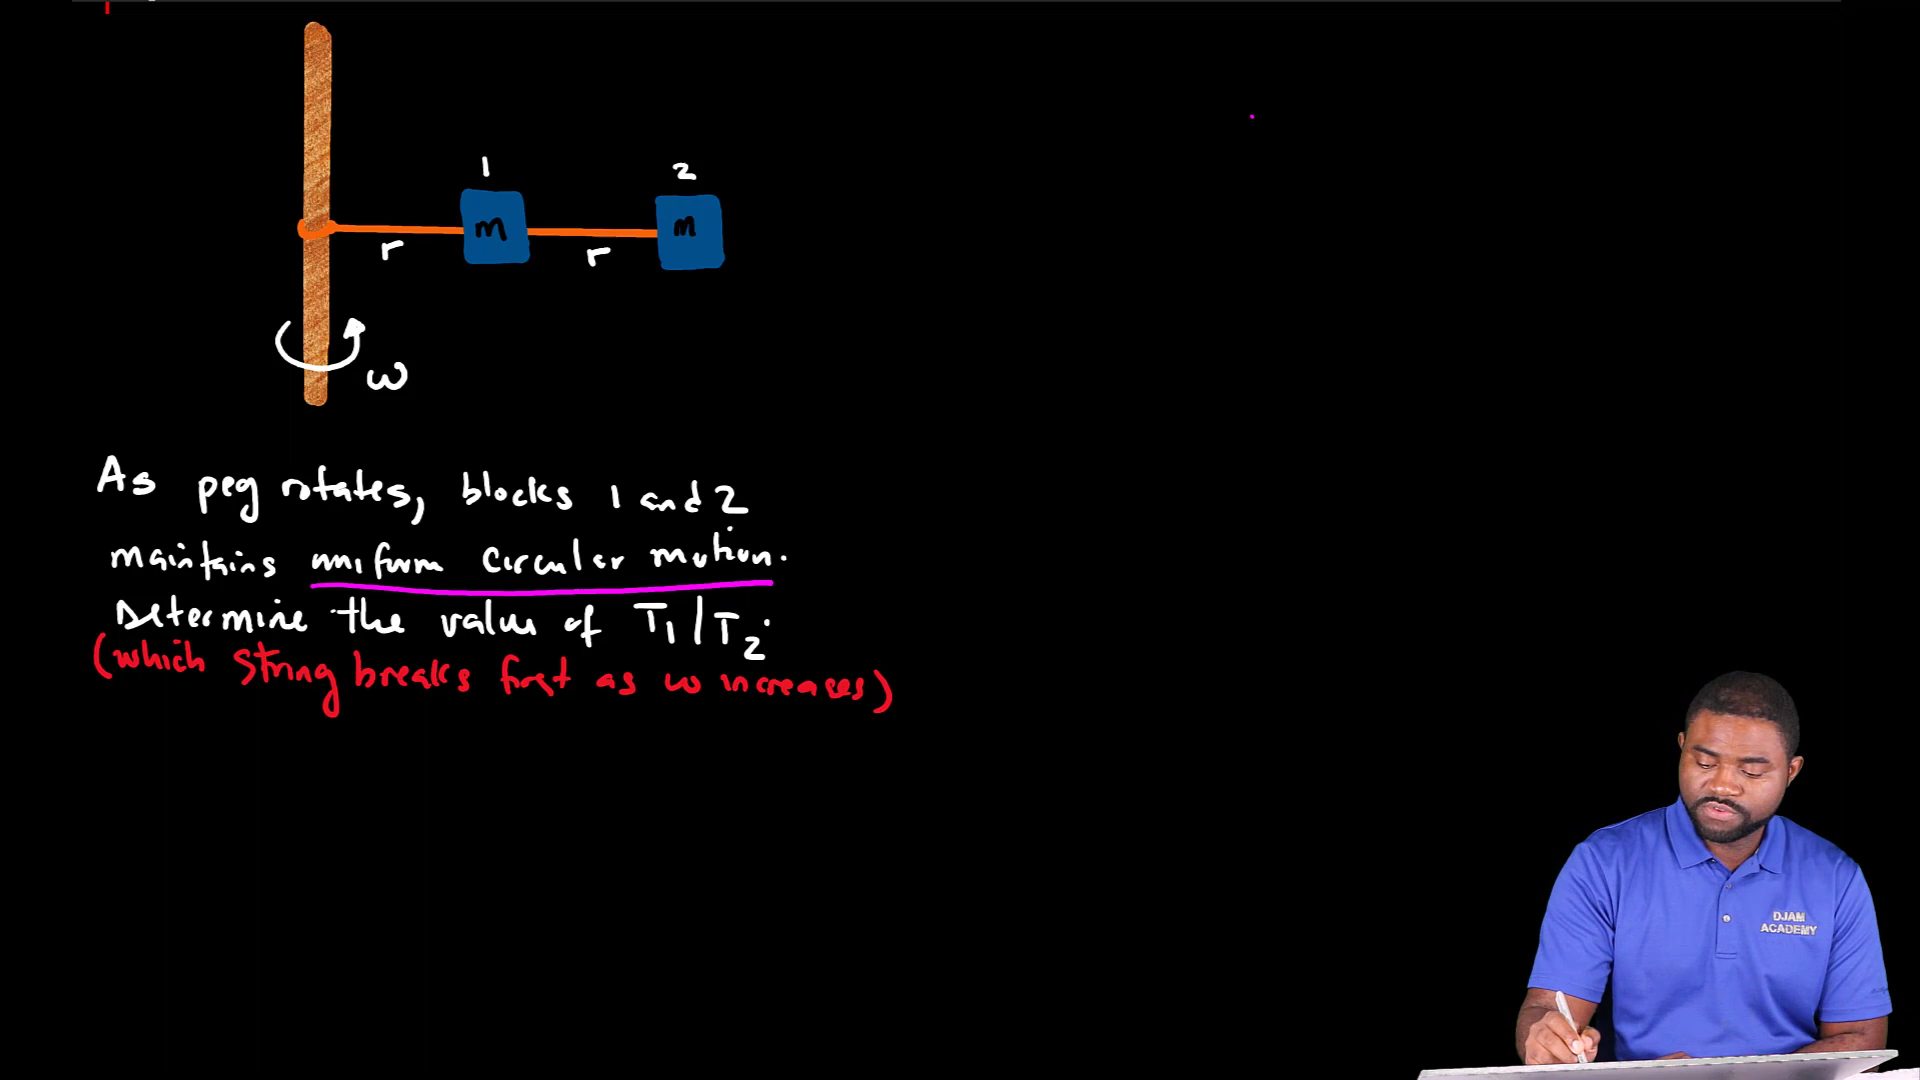 1
2
m
m
r
r
ω
As peg rotates, blocks 1 and 2
maintains uniform circular motion.
Determine the value of T1/T2.
(which string breaks first as ω increases)
DJAM
ACADEMY